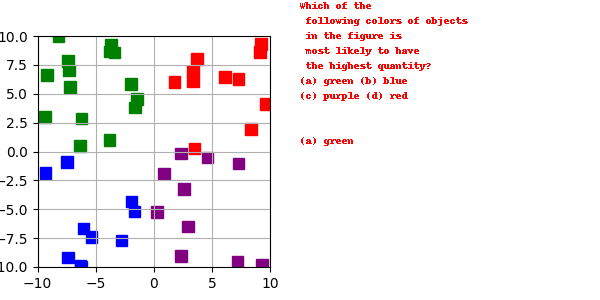 Which of the
following colors of objects
in the figure is
most likely to have
the highest quantity?
(a) green (b) blue
(c) purple (d) red
(a) green
10.0
7.5
5.0
2.5
0.0
−2.5
−5.0
−7.5
10.0
−10 −5 0 5 10